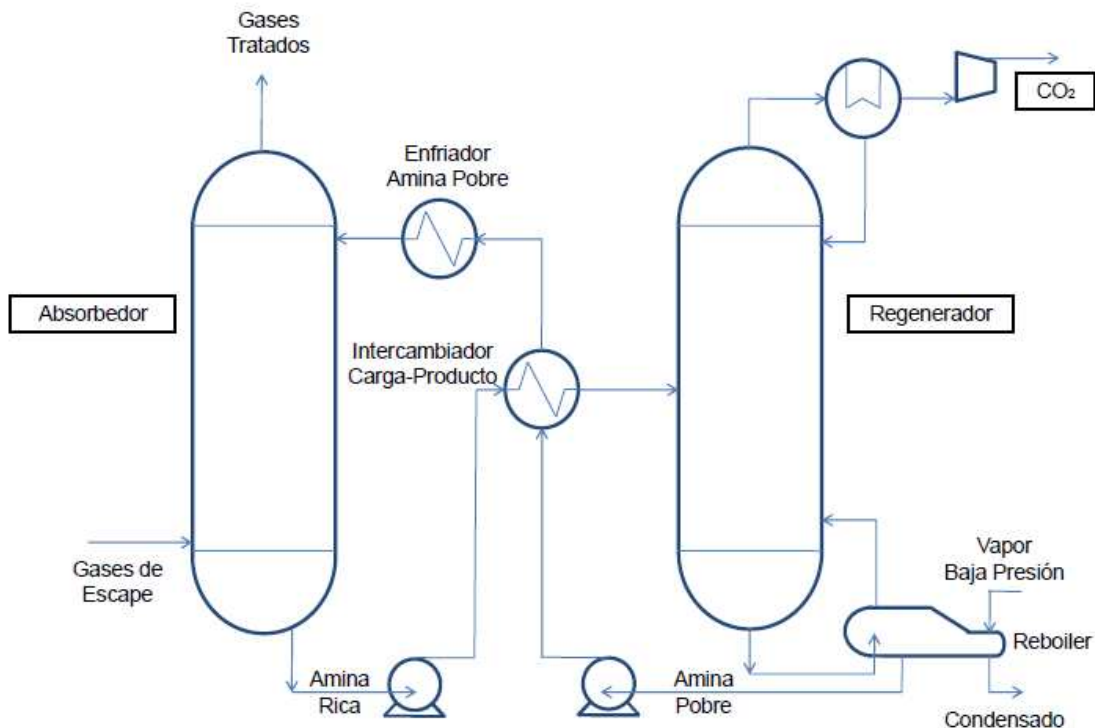 Gases
Tratados
CO₂
Enfriador
Amina Pobre
Absorbedor
Regenerador
Intercambiador
Carga-Producto
Gases de
Escape
Vapor
Baja Presión
Reboiler
Amina
Rica
Amina
Pobre
Condensado